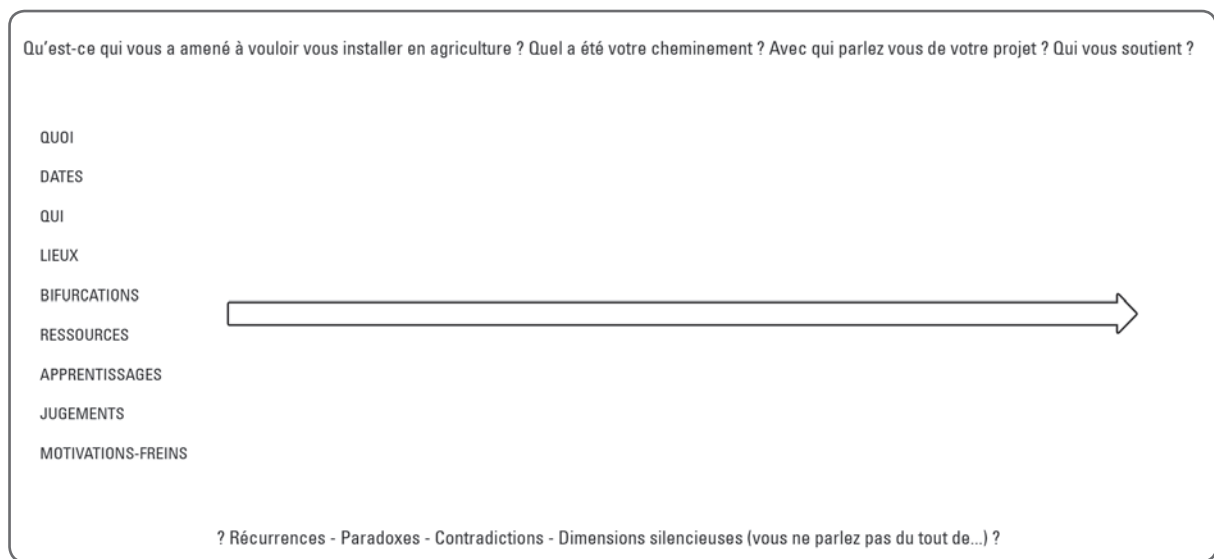 Qu'est-ce qui vous a amené à vouloir vous installer en agriculture ? Quel a été votre cheminement ? Avec qui parlez vous de votre projet ? Qui vous soutient ?
QUOI
DATES
QUI
LIEUX
BIFURCATIONS
RESSOURCES
APPRENTISSAGES
JUGEMENTS
MOTIVATIONS-FREINS
? Récurrences - Paradoxes - Contradictions - Dimensions silencieuses (vous ne parlez pas du tout de...) ?